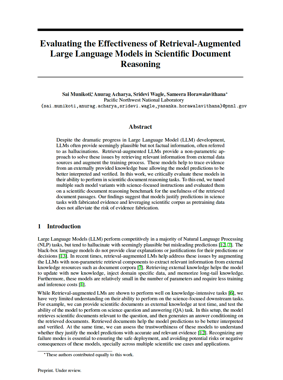 Evaluating the Effectiveness of Retrieval-Augmented
Large Language Models in Scientific Document
Reasoning
Sai Munikoti, Anurag Acharya, Sridevi Wagle, Sameera Horawalavithana*
Pacific Northwest National Laboratory
{sai.munikoti,anurag.acharya,sridevi.wagle,yasanka.horawalavithana}@pnnl.gov
Abstract
Despite the dramatic progress in Large Language Model (LLM) development,
LLMs often provide seemingly plausible but not factual information, often referred
to as hallucinations. Retrieval-augmented LLMs provide a non-parametric ap-
proach to solve these issues by retrieving relevant information from external data
sources and augment the training process. These models help to trace evidence
from an externally provided knowledge base allowing the model predictions to be
better interpreted and verified. In this work, we critically evaluate these models in
their ability to perform in scientific document reasoning tasks. To this end, we tuned
multiple such model variants with science-focused instructions and evaluated them
on a scientific document reasoning benchmark for the usefulness of the retrieved
document passages. Our findings suggest that models justify predictions in science
tasks with fabricated evidence and leveraging scientific corpus as pretraining data
does not alleviate the risk of evidence fabrication.
1 Introduction
Large Language Models (LLM) perform competitively in a majority of Natural Language Processing
(NLP) tasks, but tend to hallucinate with seemingly plausible but misleading predictions
black-box language models do not provide clear explanations or justifications for their predictions or
decisions [13]. In recent times, retrieval-augmented LLMs help address these issues by augmenting
the LLMs with non-parametric retrieval components to extract relevant information from external
knowledge resources such as document corpus
to update with new knowledge, inject domain specific data, and memorize long-tail knowledge.
Furthermore, these models are relatively small in the number of parameters and require less training
and inference costs
While Retrieval-augmented LLMs are shown to perform well on knowledge-intensive tasks [6], we
have very limited understanding on their ability to perform on the science-focused downstream tasks.
For example, we can provide scientific documents as external knowledge at test time, and test the
ability of the model to perform on science question and answering (QA) task. In this setup, the model
retrieves scientific documents relevant to the question, and then generates an answer conditioning on
the retrieved documents. Retrieved documents help the model predictions to be better interpreted
and verified. At the same time, we can assess the trustworthiness of these models to understand
whether they justify the model predictions with accurate and relevant evidence [12]. Recognizing any
failure modes is essential to ensuring the safe deployment, and avoiding potential risks or negative
consequences of these models, specially across scientific use cases and applications.
*These authors contributed equally to this work.
Preprint. Under review.